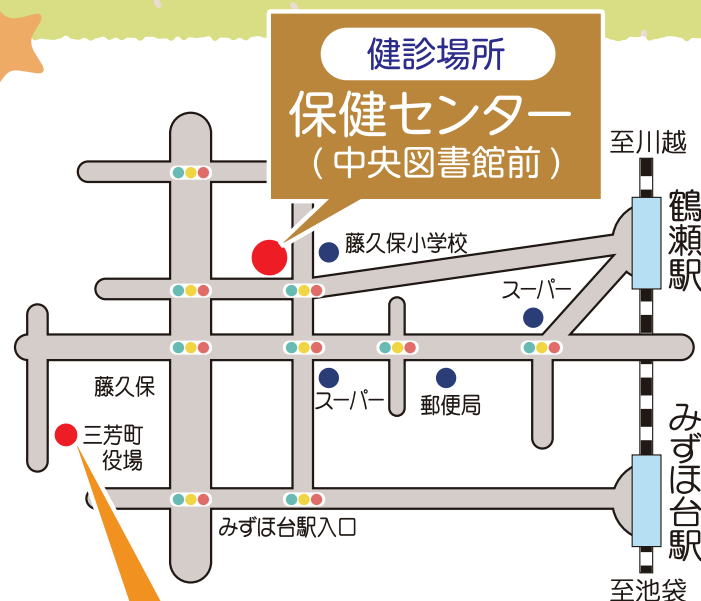 健診場所
保健センター
(中央図書館前)
至川越
鶴瀬駅
藤久保小学校
スーパー
藤久保
スーパー
郵便局
三芳町
役場
みずほ台駅
みずほ台駅入口
至池袋